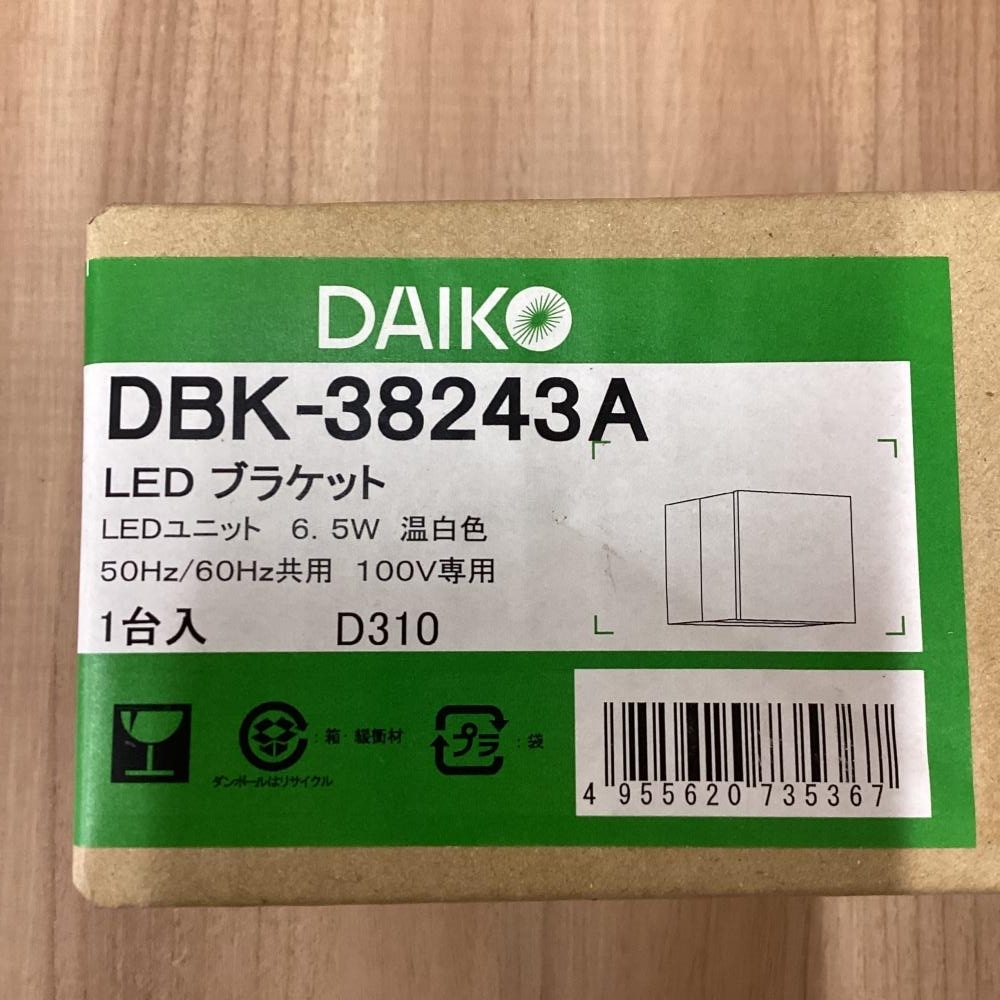 DAIKO
DBK-38243A
LED ブラケット
LEDユニット 6.5W 温白色
50Hz/60Hz共用 100V専用
1台入 D310
:箱・緩衝材
ダンボールはリサイクル
プラ :袋
4 955620 735367